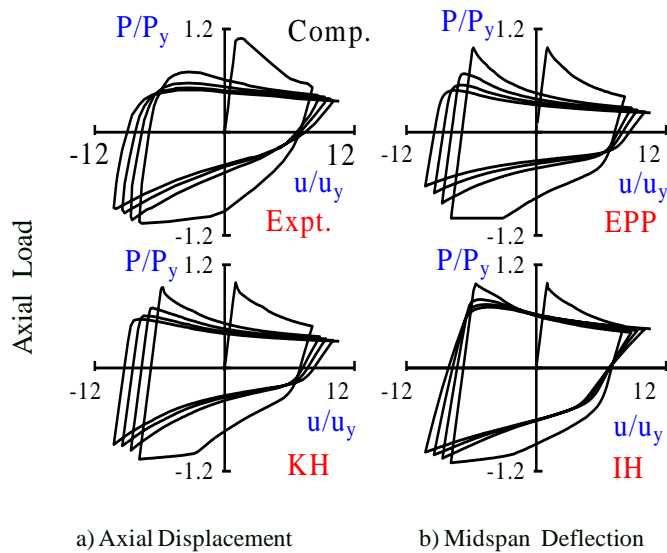 1.2
P/Py
Comp.
-12
12
u/uy
Expt.
-1.2
1.2
P/Py
-12
12
u/uy
EPP
-1.2
Axial Load
1.2
P/Py
-12
12
u/uy
KH
-1.2
1.2
P/Py
-12
12
u/uy
IH
-1.2
a) Axial Displacement
b) Midspan Deflection